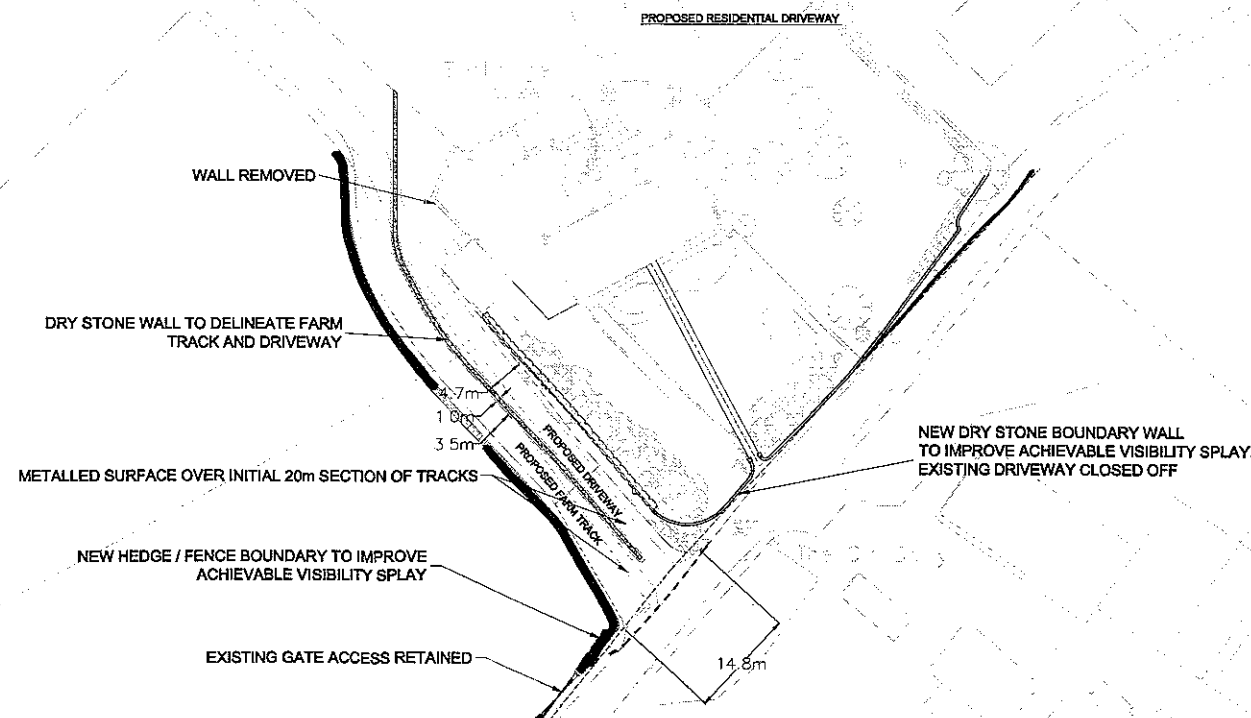 PROPOSED RESIDENTIAL DRIVEWAY
WALL REMOVED
DRY STONE WALL TO DELINEATE FARM
TRACK AND DRIVEWAY
4.7m
1.0m
3.5m
PROPOSED DRIVEWAY
PROPOSED FARM TRACK
METALLED SURFACE OVER INITIAL 20m SECTION OF TRACKS
NEW DRY STONE BOUNDARY WALL
TO IMPROVE ACHIEVABLE VISIBILITY SPLAY.
EXISTING DRIVEWAY CLOSED OFF
NEW HEDGE / FENCE BOUNDARY TO IMPROVE
ACHIEVABLE VISIBILITY SPLAY
EXISTING GATE ACCESS RETAINED
14.8m